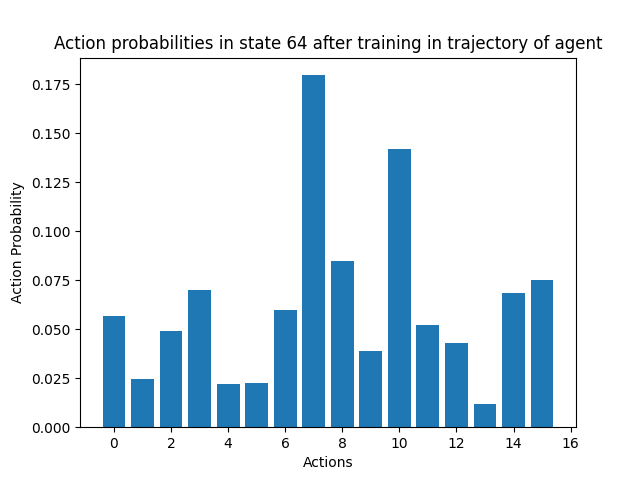 Action probabilities in state 64 after training in trajectory of agent
0.175
0.150
0.125
0.100
0.075
0.050
0.025
0.000
Action Probability
0 2 4 6 8 10 12 14 16
Actions